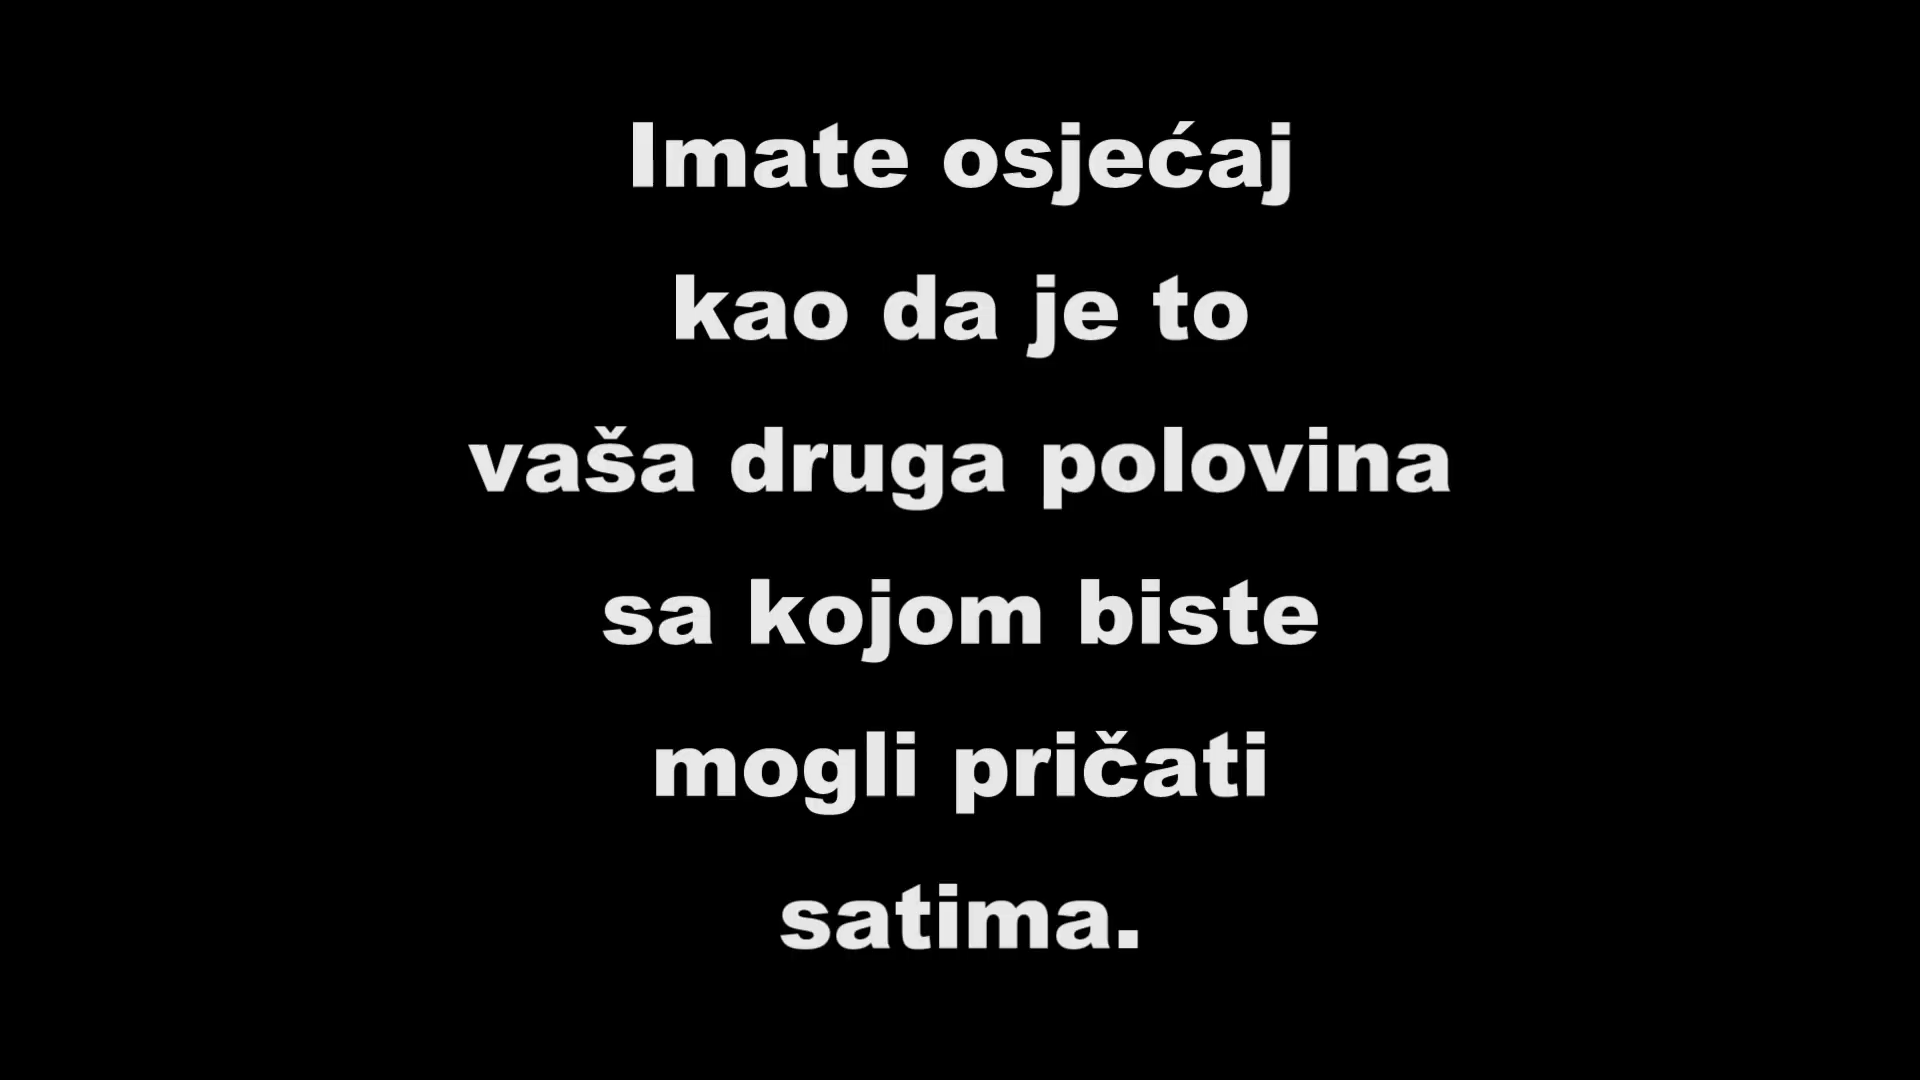 Imate osjećaj
kao da je to
vaša druga polovina
sa kojom biste
mogli pričati
satima.